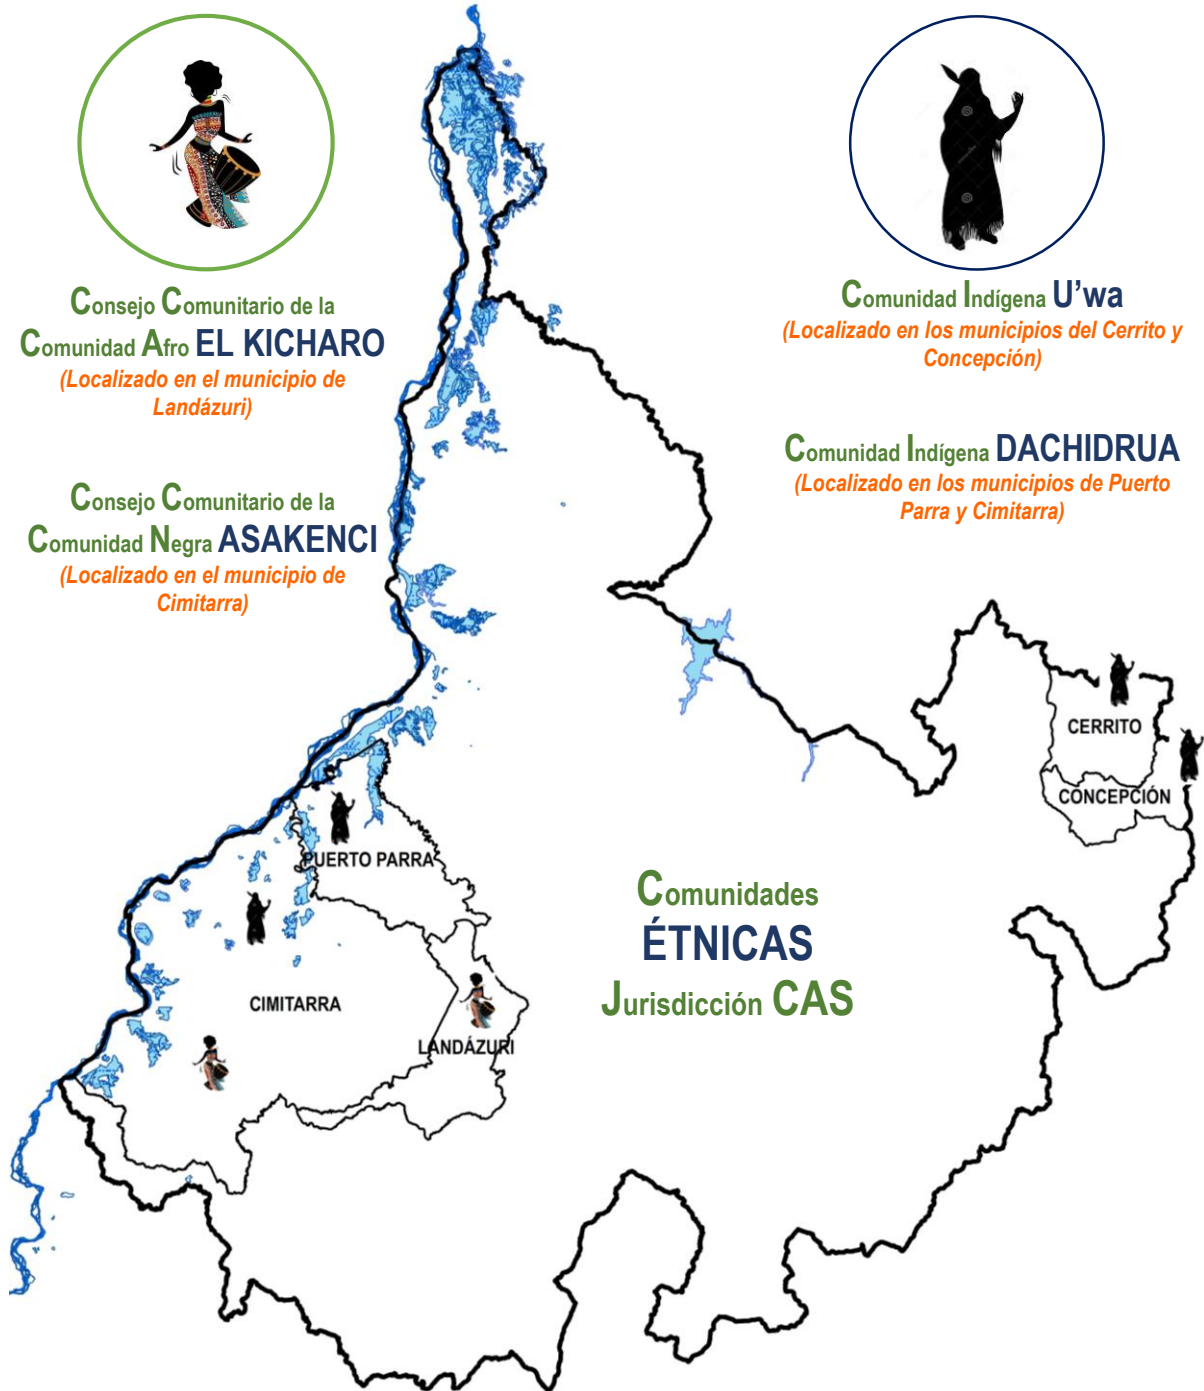 Consejo Comunitario de la
Comunidad Afro EL KICHARO
(Localizado en el municipio de
Landázuri)
Consejo Comunitario de la
Comunidad Negra ASAKENCI
(Localizado en el municipio de
Cimitarra)
Comunidad Indígena U’wa
(Localizado en los municipios del Cerrito y
Concepción)
Comunidad Indígena DACHIDRUA
(Localizado en los municipios de Puerto
Parra y Cimitarra)
CERRITO
CONCEPCIÓN
PUERTO PARRA
CIMITARRA
LANDÁZURI
Comunidades
ÉTNICAS
Jurisdicción CAS